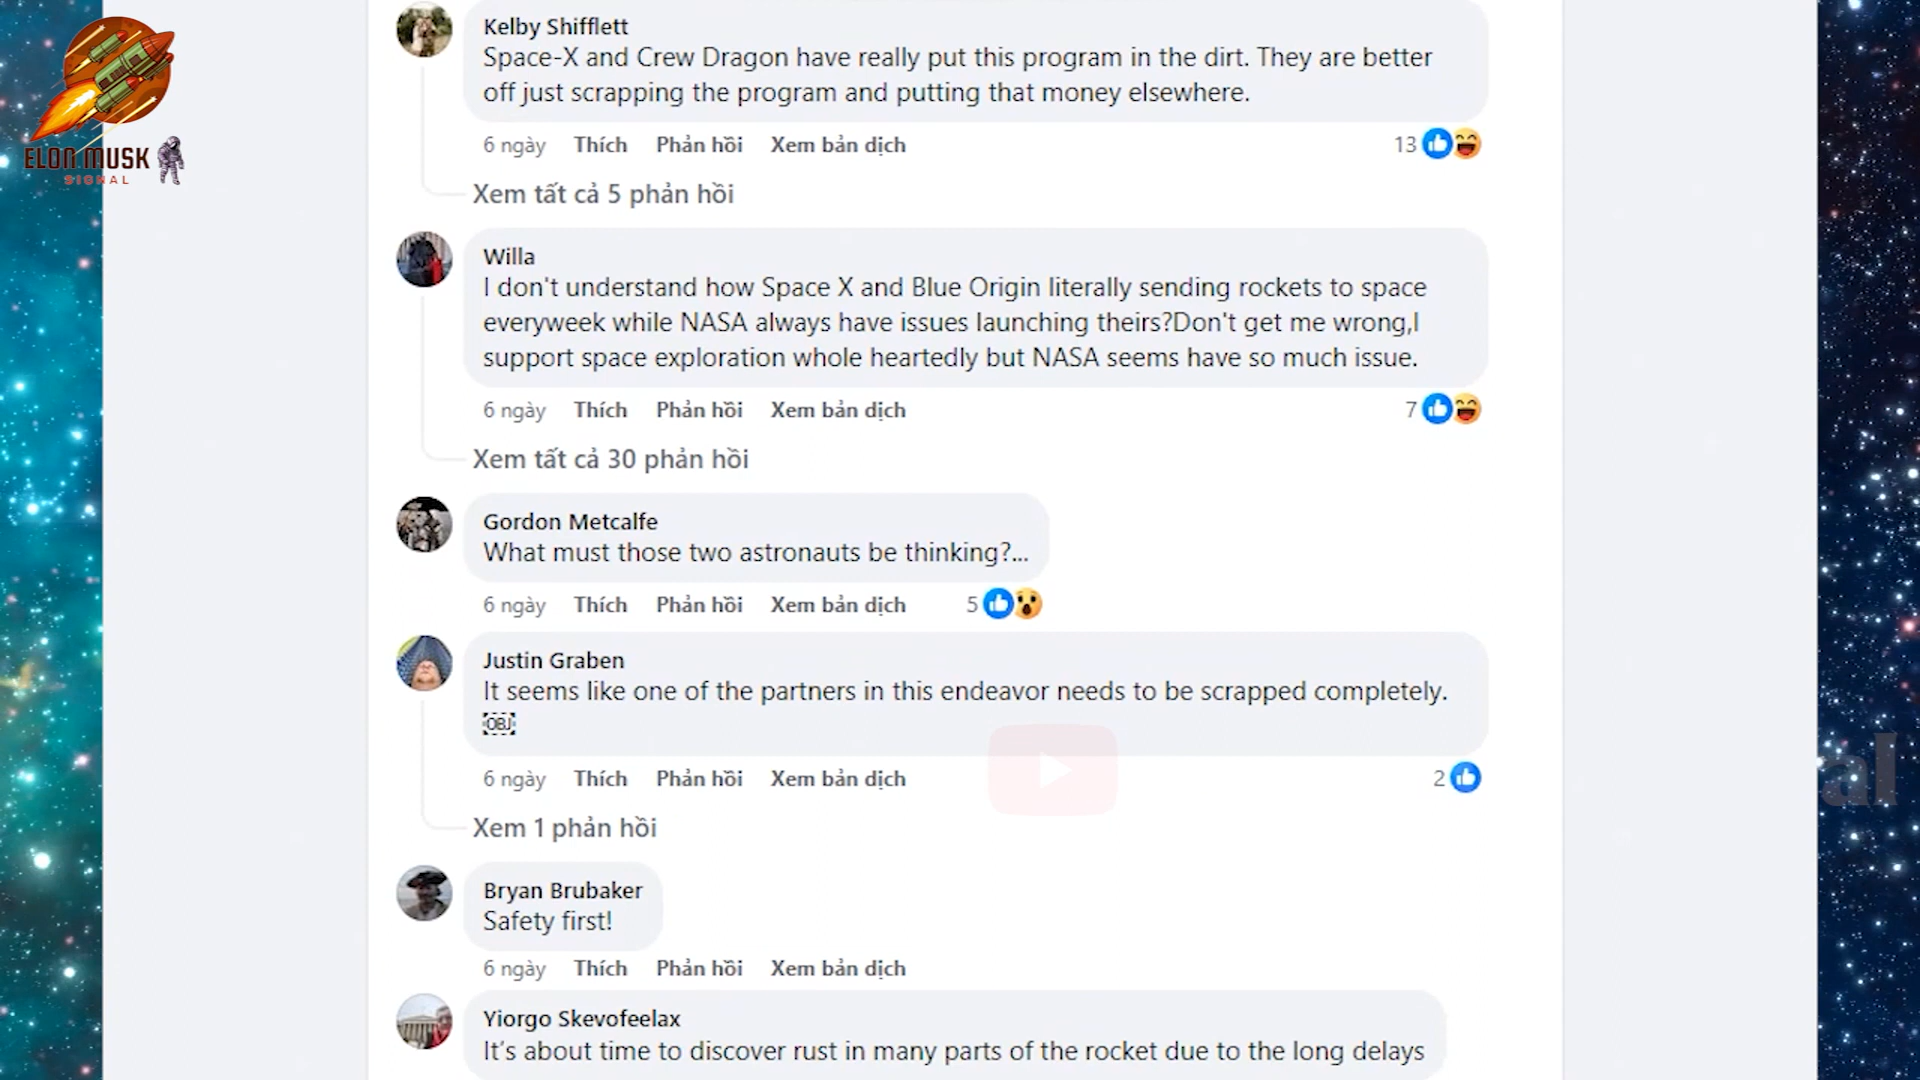 ELON MUSK
SIGNAL
Kelby Shifflett
Space-X and Crew Dragon have really put this program in the dirt. They are better
off just scrapping the program and putting that money elsewhere.
6 ngày Thích Phản hồi Xem bản dịch 13
Xem tất cả 5 phản hồi
Willa
I don't understand how Space X and Blue Origin literally sending rockets to space
everyweek while NASA always have issues launching theirs?Don't get me wrong,I
support space exploration whole heartedly but NASA seems have so much issue.
6 ngày Thích Phản hồi Xem bản dịch 7
Xem tất cả 30 phản hồi
Gordon Metcalfe
What must those two astronauts be thinking?...
6 ngày Thích Phản hồi Xem bản dịch 5
Justin Graben
It seems like one of the partners in this endeavor needs to be scrapped completely.
OBJ
6 ngày Thích Phản hồi Xem bản dịch 2
al
Xem 1 phản hồi
Bryan Brubaker
Safety first!
6 ngày Thích Phản hồi Xem bản dịch
Yiorgo Skevofeelax
It's about time to discover rust in many parts of the rocket due to the long delays